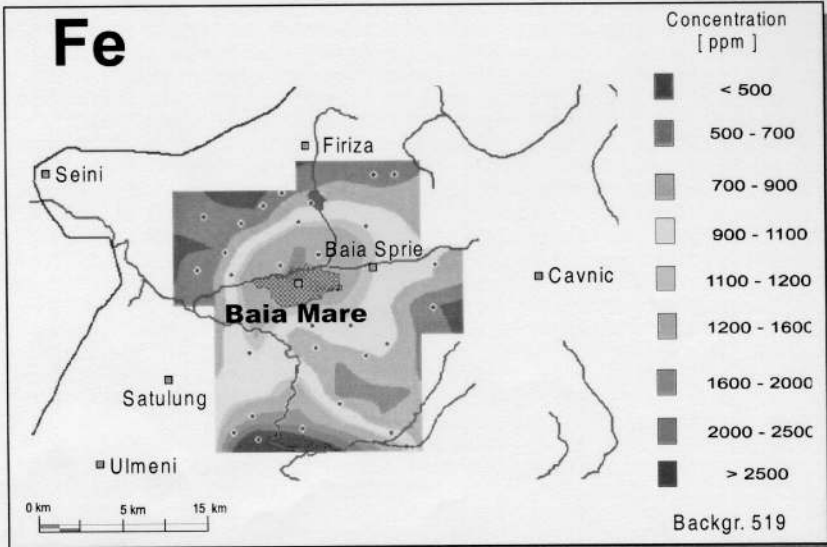 Fe
Concentration
[ ppm ]
< 500
500 - 700
700 - 900
900 - 1100
1100 - 1200
1200 - 1600
1600 - 2000
2000 - 2500
> 2500
Backgr. 519
Firiza
Seini
Baia Sprie
Cavnic
Baia Mare
Satulung
Ulmeni
0 km 5 km 15 km